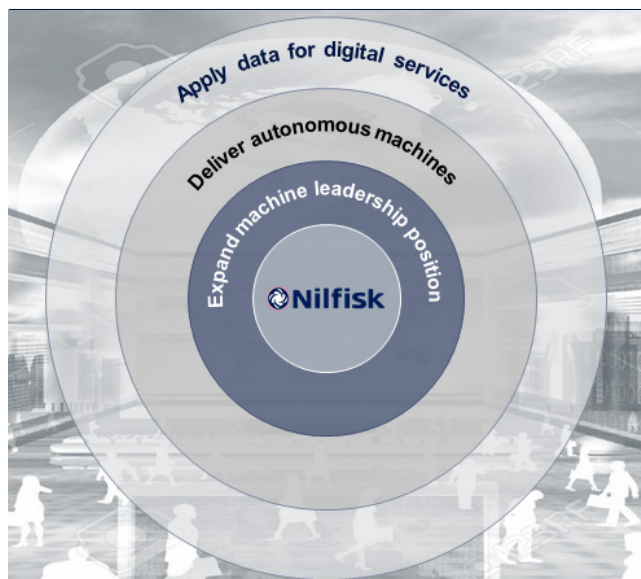 Apply data for digital services
Deliver autonomous machines
Expand machine leadership position
Nilfisk